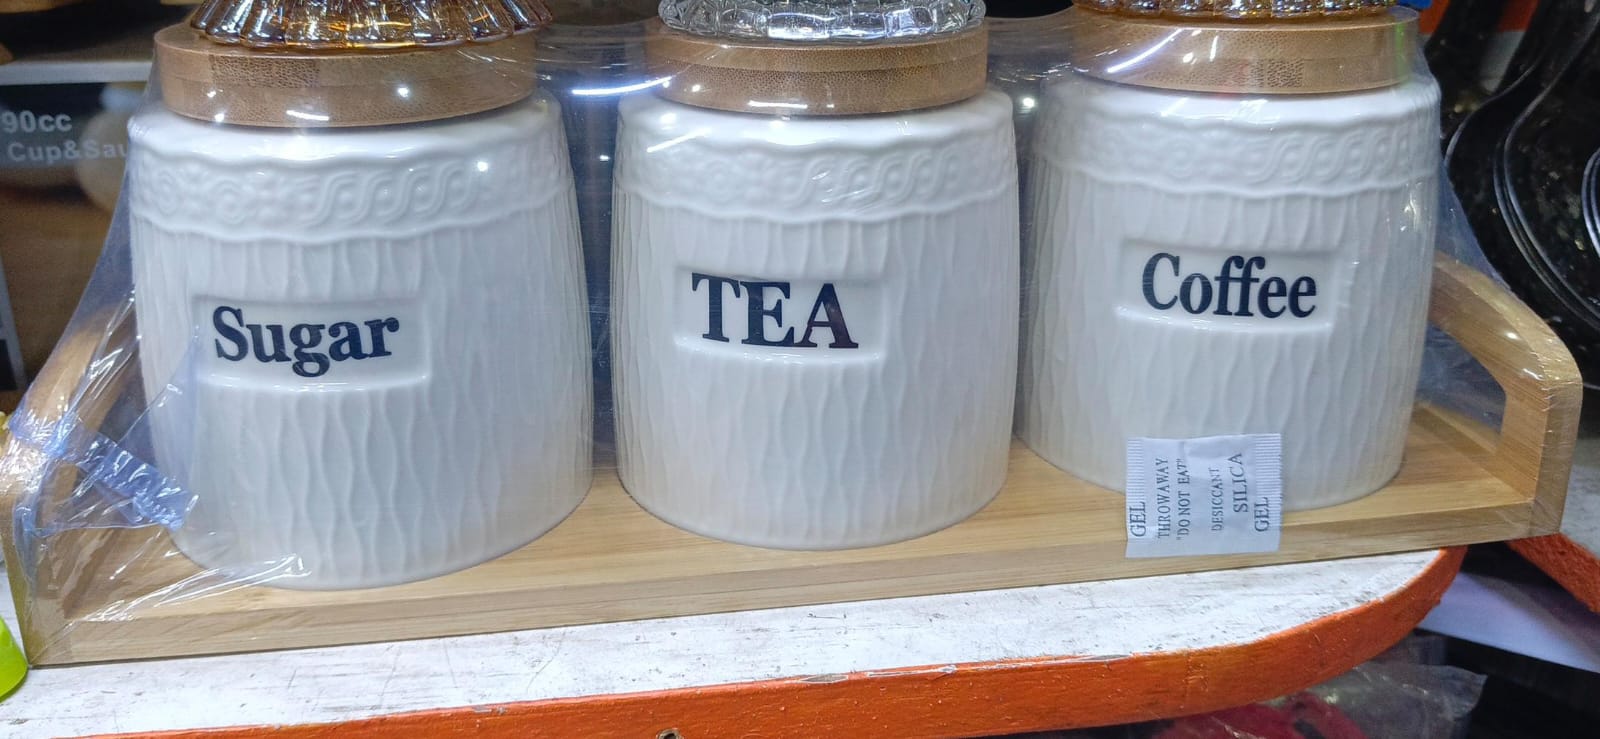 90cc
Cup&Sau
Sugar
TEA
Coffee
GEL
THROWAWAY
"DO NOT EAT"
DESICCANT
SILICA
GEL